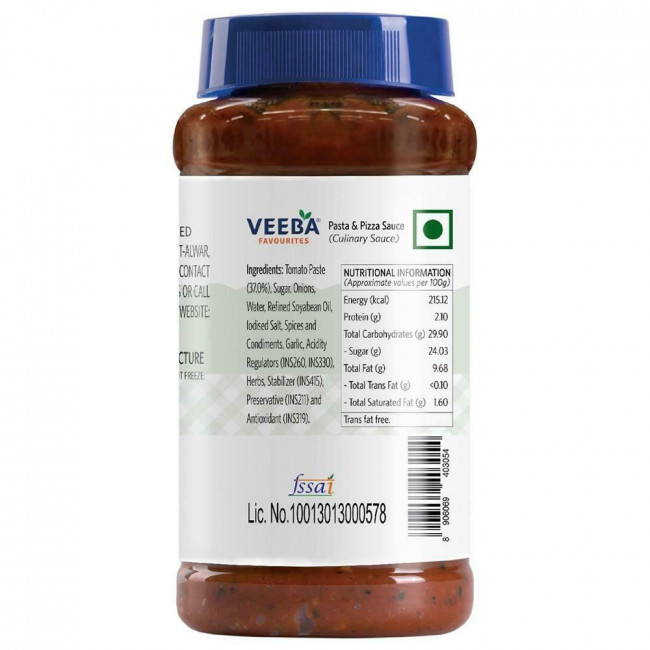 ED
T-ALWAR,
CONTACT
OR CALL
WEBSITE:
CTURE
T FREEZE.
VEEBA
FAVOURITES
Pasta & Pizza Sauce
(Culinary Sauce)
Ingredients: Tomato Paste
(37.0%), Sugar, Onions,
Water, Refined Soyabean Oil,
Iodised Salt, Spices and
Condiments, Garlic, Acidity
Regulators (INS260, INS330),
Herbs, Stabilizer (INS415),
Preservative (INS211) and
Antioxidant (INS319).
NUTRITIONAL INFORMATION
(Approximate values per 100g)
Energy (kcal) 215.12
Protein (g) 2.10
Total Carbohydrates (g) 29.90
- Sugar (g) 24.03
Total Fat (g) 9.68
- Total Trans Fat (g) <0.10
- Total Saturated Fat (g) 1.60
Trans fat free.
fssai
Lic. No.10013013000578
8 906069 403054